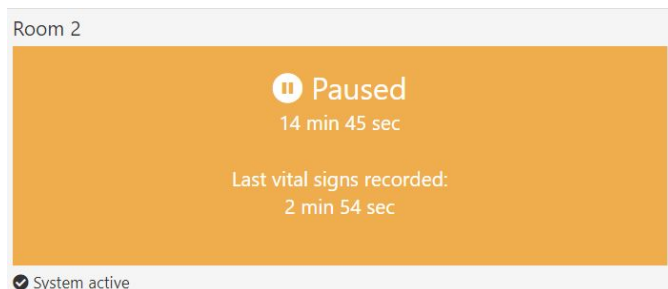 Room 2
Paused
14 min 45 sec
Last vital signs recorded:
2 min 54 sec
System active